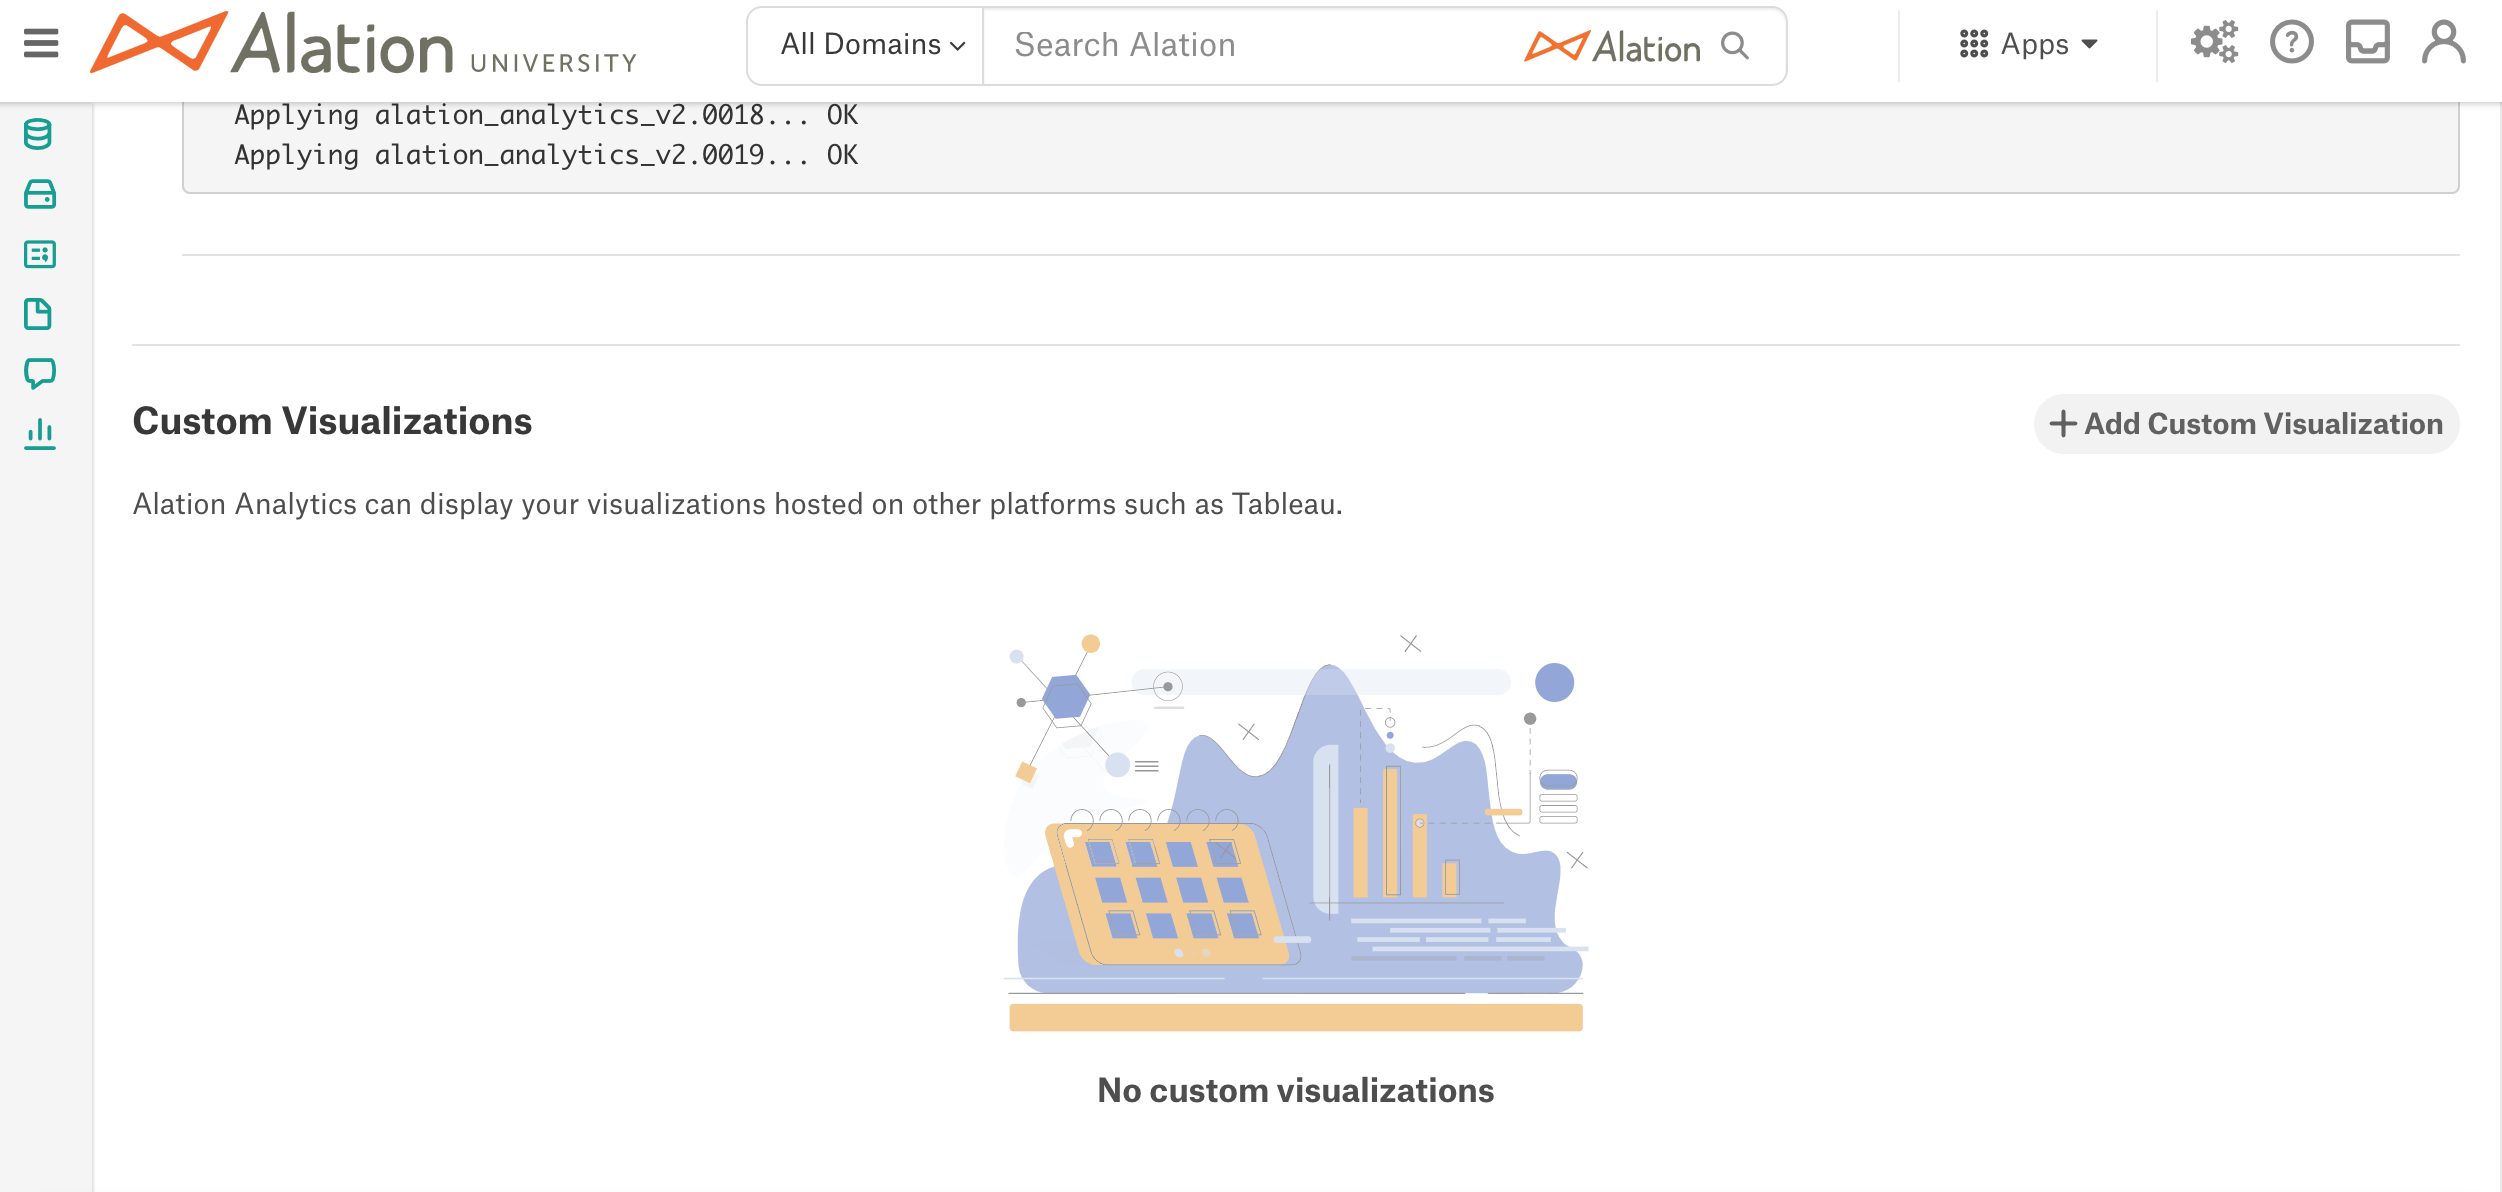 Alation UNIVERSITY
All Domains
Search Alation
Alation
Apps
?
Applying alation_analytics_v2.0018... OK
Applying alation_analytics_v2.0019... OK
Custom Visualizations
+ Add Custom Visualization
Alation Analytics can display your visualizations hosted on other platforms such as Tableau.
No custom visualizations